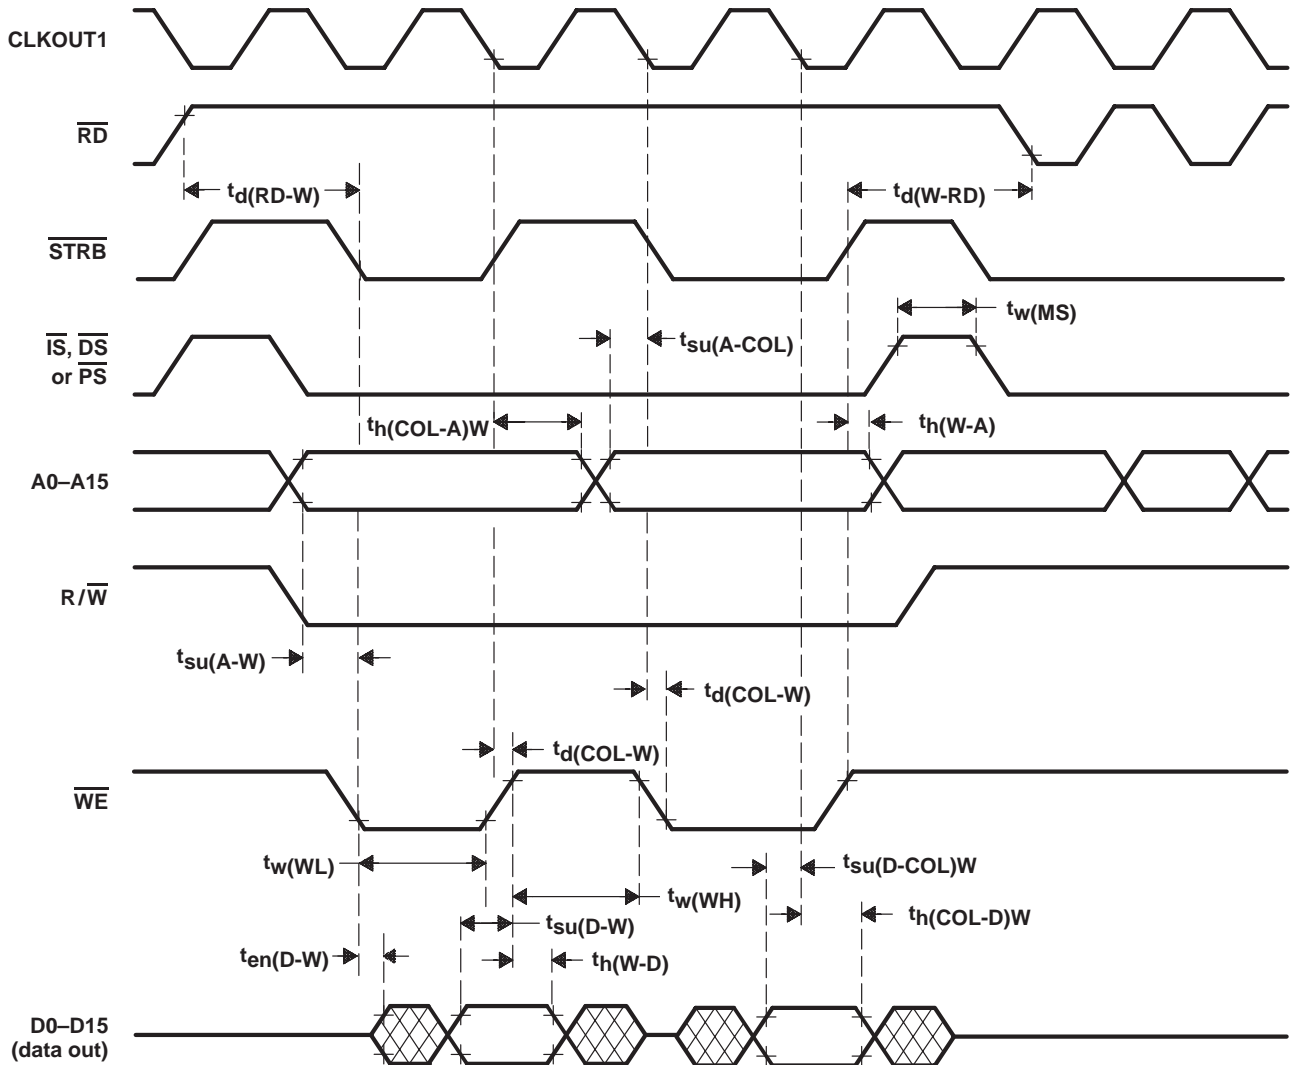 CLKOUT1
RD
td(RD-W)
td(W-RD)
STRB
tw(MS)
IS, DS
or PS
tsu(A-COL)
th(COL-A)W
th(W-A)
A0–A15
R/W
tsu(A-W)
td(COL-W)
td(COL-W)
WE
tw(WL)
tsu(D-COL)W
tw(WH)
th(COL-D)W
tsu(D-W)
ten(D-W)
th(W-D)
D0–D15
(data out)